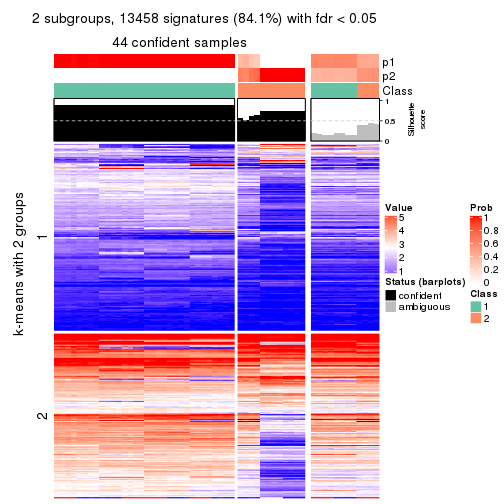 2 subgroups, 13458 signatures (84.1%) with fdr < 0.05
44 confident samples
p1
p2
Class
1
0.5
0
Silhouette
score
k-means with 2 groups
1
2
Value
5
4
3
2
1
Status (barplots)
confident
ambiguous
Prob
1
0.8
0.6
0.4
0.2
0
Class
1
2